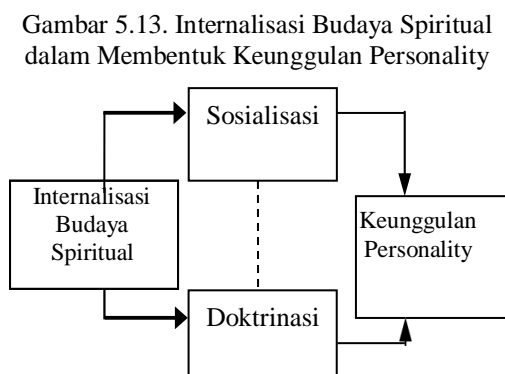 Gambar 5.13. Internalisasi Budaya Spiritual
dalam Membentuk Keunggulan Personality
Sosialisasi
Internalisasi
Budaya
Spiritual
Keunggulan
Personality
Doktrinasi